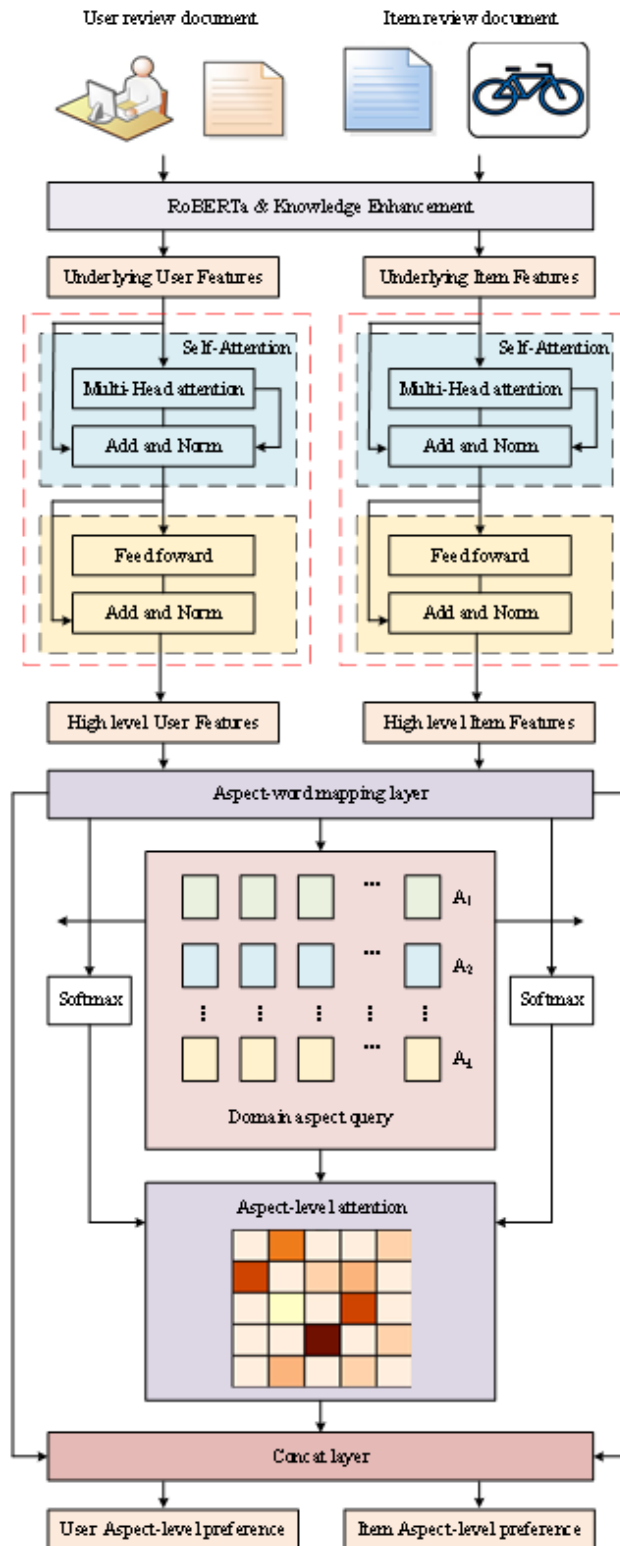 User review document Item review document
RoBERTa & Knowledge Enhancement
Underlying User Features Underlying Item Features
Self-Attention Self-Attention
Multi-Head attention Multi-Head attention
Add and Norm Add and Norm
Feed foward Feed foward
Add and Norm Add and Norm
High level User Features High level Item Features
Aspect-word mapping layer
... A1
Softmax ... A2 Softmax
... A4
Domain aspect query
Aspect-level attention
Concat layer
User Aspect-level preference Item Aspect-level preference